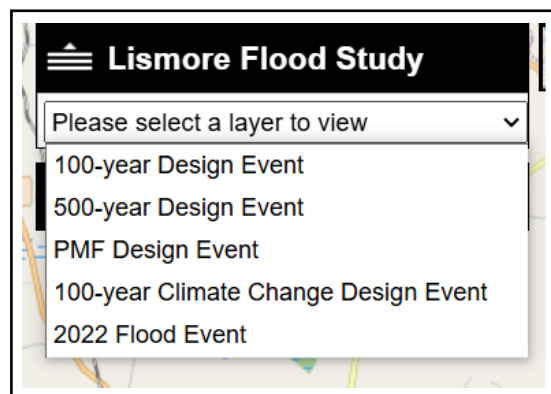 Lismore Flood Study
Please select a layer to view
100-year Design Event
500-year Design Event
PMF Design Event
100-year Climate Change Design Event
2022 Flood Event